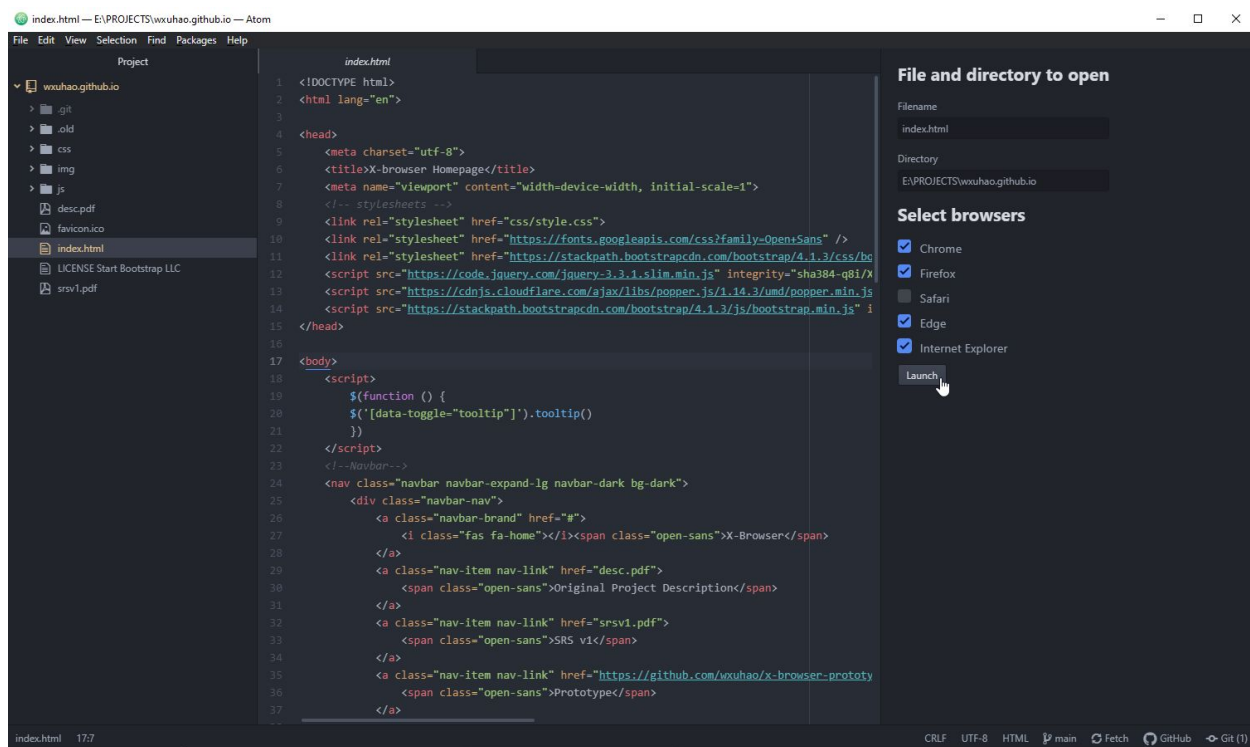 index.html — E:\PROJECTS\wxuhao.github.io — Atom
File Edit View Selection Find Packages Help
Project
wxuhao.github.io
.git
.old
css
img
js
desc.pdf
favicon.ico
index.html
LICENSE Start Bootstrap LLC
srsv1.pdf
index.html
1 <!DOCTYPE html>
2 <html lang="en">
3
4 <head>
5 <meta charset="utf-8">
6 <title>X-browser Homepage</title>
7 <meta name="viewport" content="width=device-width, initial-scale=1">
8 <!-- stylesheets -->
9 <link rel="stylesheet" href="css/style.css">
10 <link rel="stylesheet" href="https://fonts.googleapis.com/css?family=Open+Sans" />
11 <link rel="stylesheet" href="https://stackpath.bootstrapcdn.com/bootstrap/4.1.3/css/bo
12 <script src="https://code.jquery.com/jquery-3.3.1.slim.min.js" integrity="sha384-q8i/X
13 <script src="https://cdnjs.cloudflare.com/ajax/libs/popper.js/1.14.3/umd/popper.min.js
14 <script src="https://stackpath.bootstrapcdn.com/bootstrap/4.1.3/js/bootstrap.min.js" i
15 </head>
16
17 <body>
18 <script>
19 $(function () {
20 $('[data-toggle="tooltip"]').tooltip()
21 })
22 </script>
23 <!--Navbar-->
24 <nav class="navbar navbar-expand-lg navbar-dark bg-dark">
25 <div class="navbar-nav">
26 <a class="navbar-brand" href="#">
27 <i class="fas fa-home"></i><span class="open-sans">X-Browser</span>
28 </a>
29 <a class="nav-item nav-link" href="desc.pdf">
30 <span class="open-sans">Original Project Description</span>
31 </a>
32 <a class="nav-item nav-link" href="srsv1.pdf">
33 <span class="open-sans">SRS v1</span>
34 </a>
35 <a class="nav-item nav-link" href="https://github.com/wxuhao/x-browser-prototy
36 <span class="open-sans">Prototype</span>
37 </a>
File and directory to open
Filename
index.html
Directory
E:\PROJECTS\wxuhao.github.io
Select browsers
Chrome
Firefox
Safari
Edge
Internet Explorer
Launch
index.html 17:7
CRLF UTF-8 HTML main Fetch GitHub Git (1)